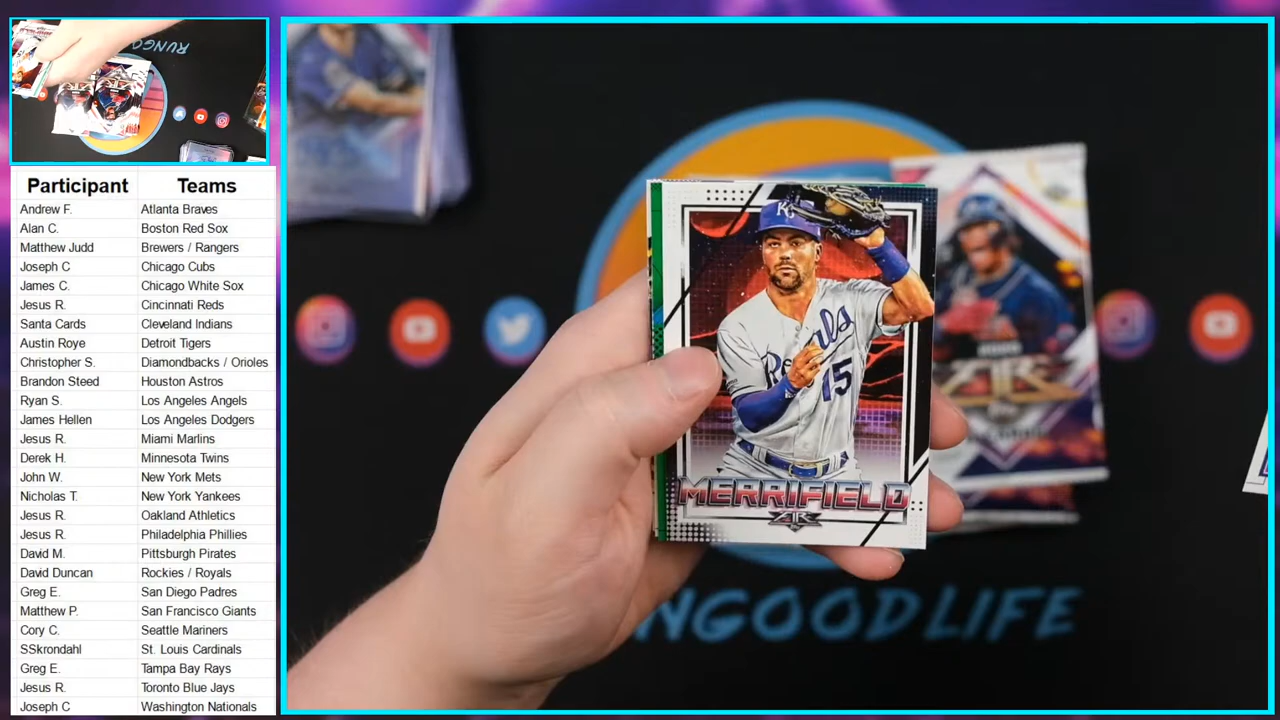 RUNGOODLIFE
Participant Teams
Andrew F. Atlanta Braves
Alan C. Boston Red Sox
Matthew Judd Brewers / Rangers
Joseph C Chicago Cubs
James C. Chicago White Sox
Jesus R. Cincinnati Reds
Santa Cards Cleveland Indians
Austin Roye Detroit Tigers
Christopher S. Diamondbacks / Orioles
Brandon Steed Houston Astros
Ryan S. Los Angeles Angels
James Hellen Los Angeles Dodgers
Jesus R. Miami Marlins
Derek H. Minnesota Twins
John W. New York Mets
Nicholas T. New York Yankees
Jesus R. Oakland Athletics
Jesus R. Philadelphia Phillies
David M. Pittsburgh Pirates
David Duncan Rockies / Royals
Greg E. San Diego Padres
Matthew P. San Francisco Giants
Cory C. Seattle Mariners
SSkrondahl St. Louis Cardinals
Greg E. Tampa Bay Rays
Jesus R. Toronto Blue Jays
Joseph C Washington Nationals
KC
Royals
15
MERRIFIELD
FIRE
FIRE
NGOODLIFE